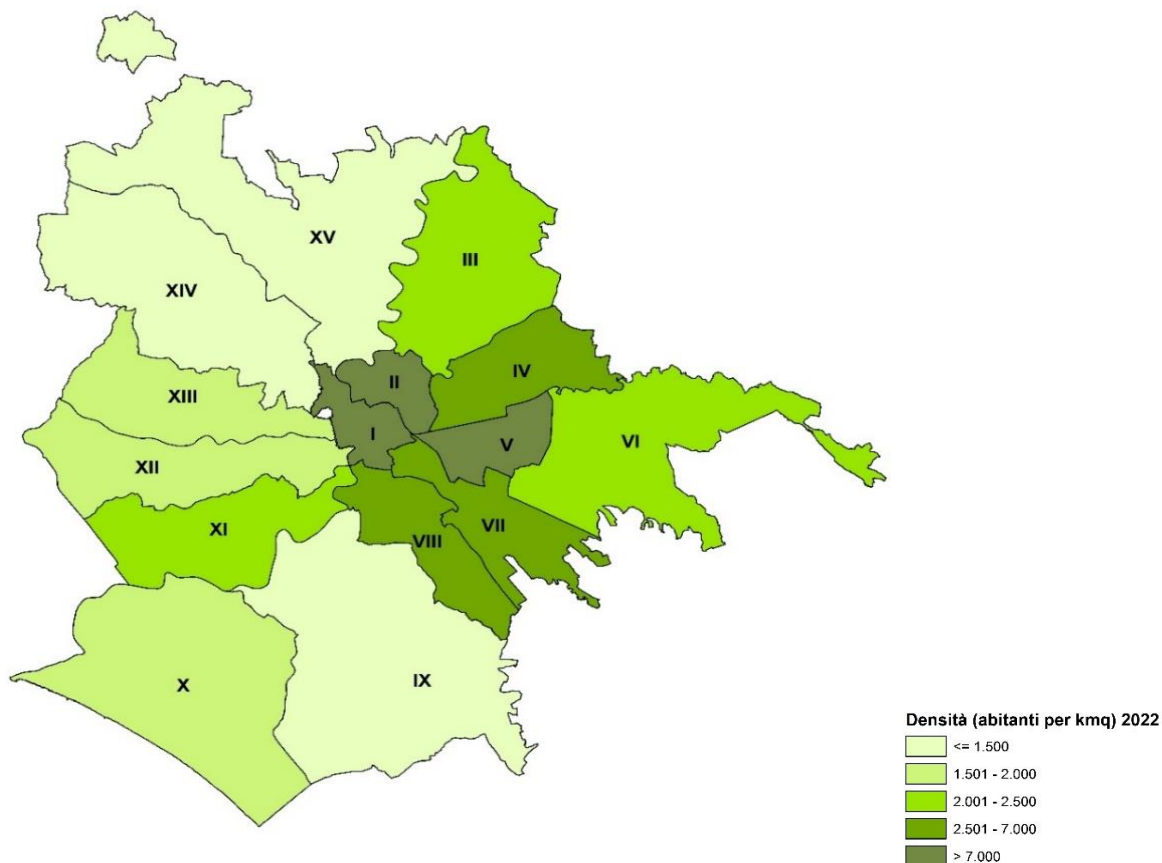 XV
III
XIV
IV
II
XIII
I
V
VI
XII
XI
VII
VIII
IX
X
Densità (abitanti per kmq) 2022
<= 1.500
1.501 - 2.000
2.001 - 2.500
2.501 - 7.000
> 7.000